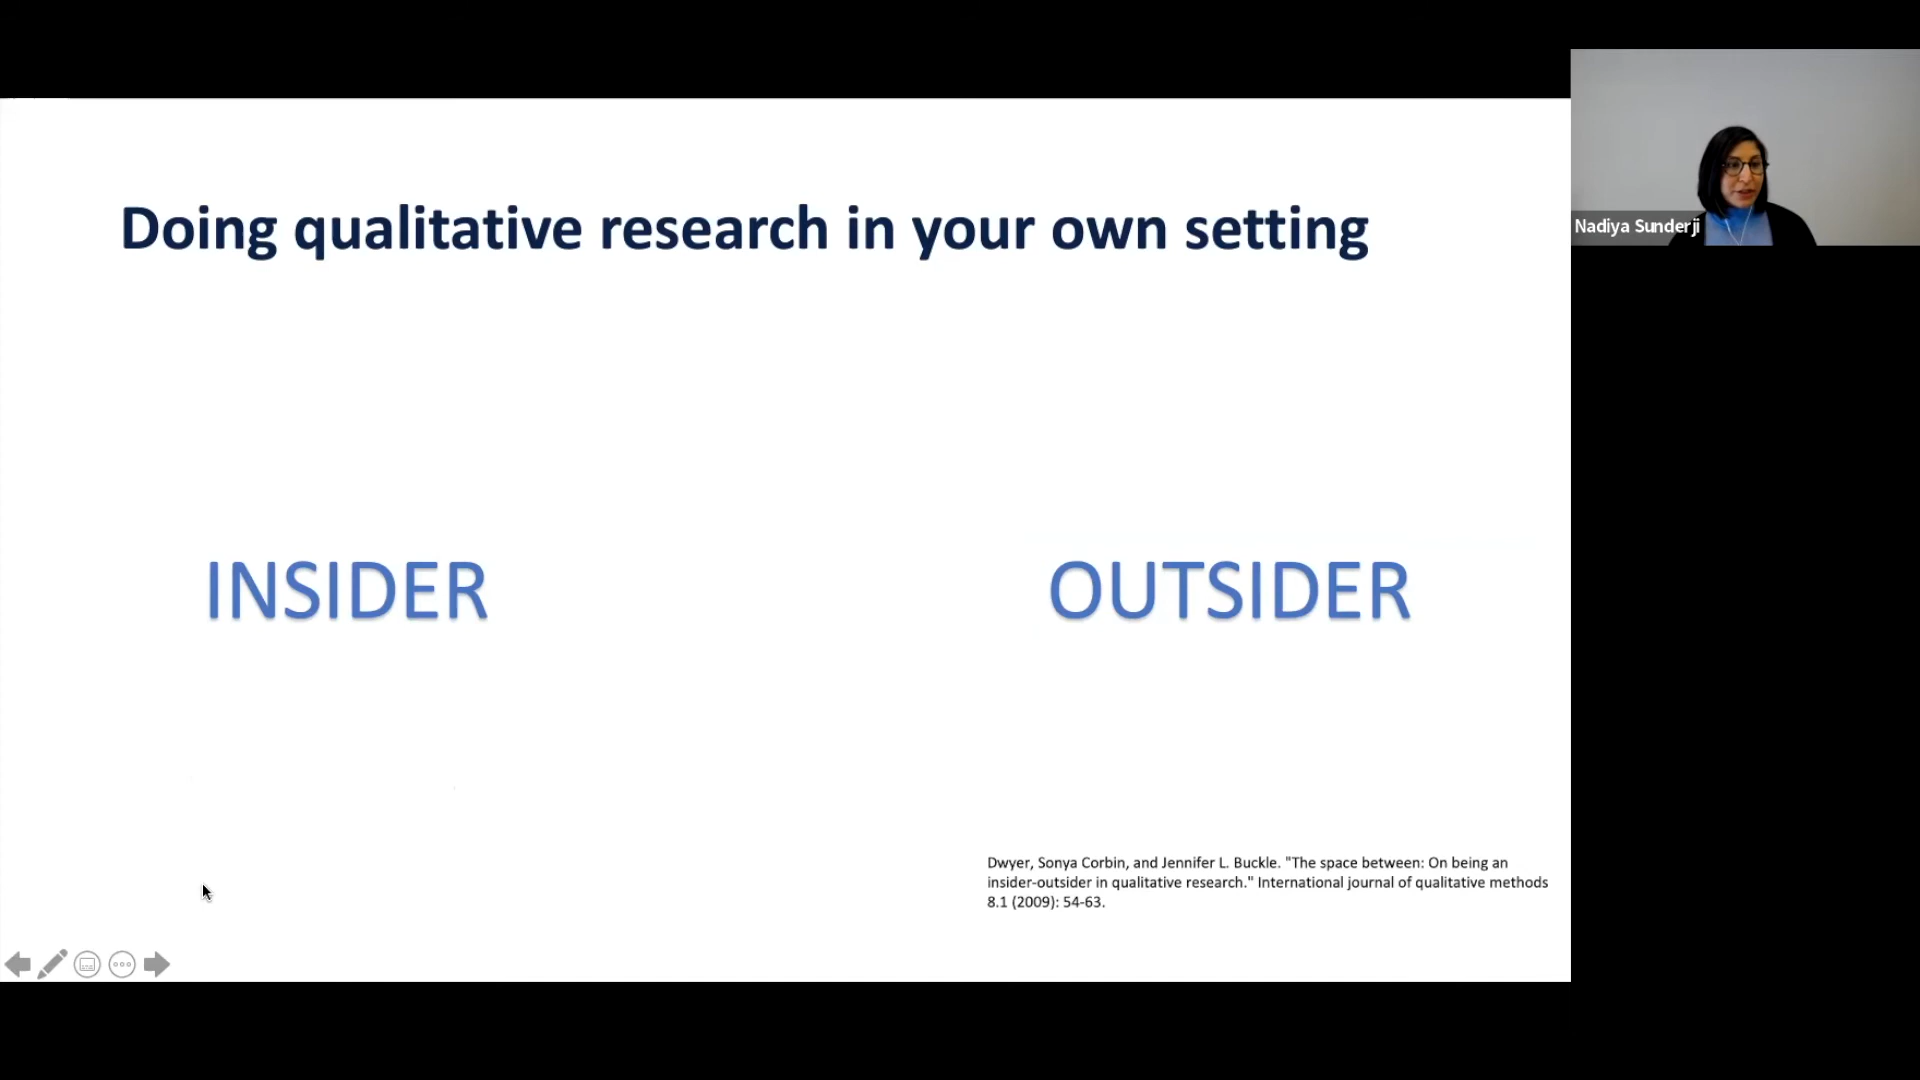 Doing qualitative research in your own setting
Nadiya Sunderji
INSIDER
OUTSIDER
Dwyer, Sonya Corbin, and Jennifer L. Buckle. "The space between: On being an
insider-outsider in qualitative research." International journal of qualitative methods
8.1 (2009): 54-63.